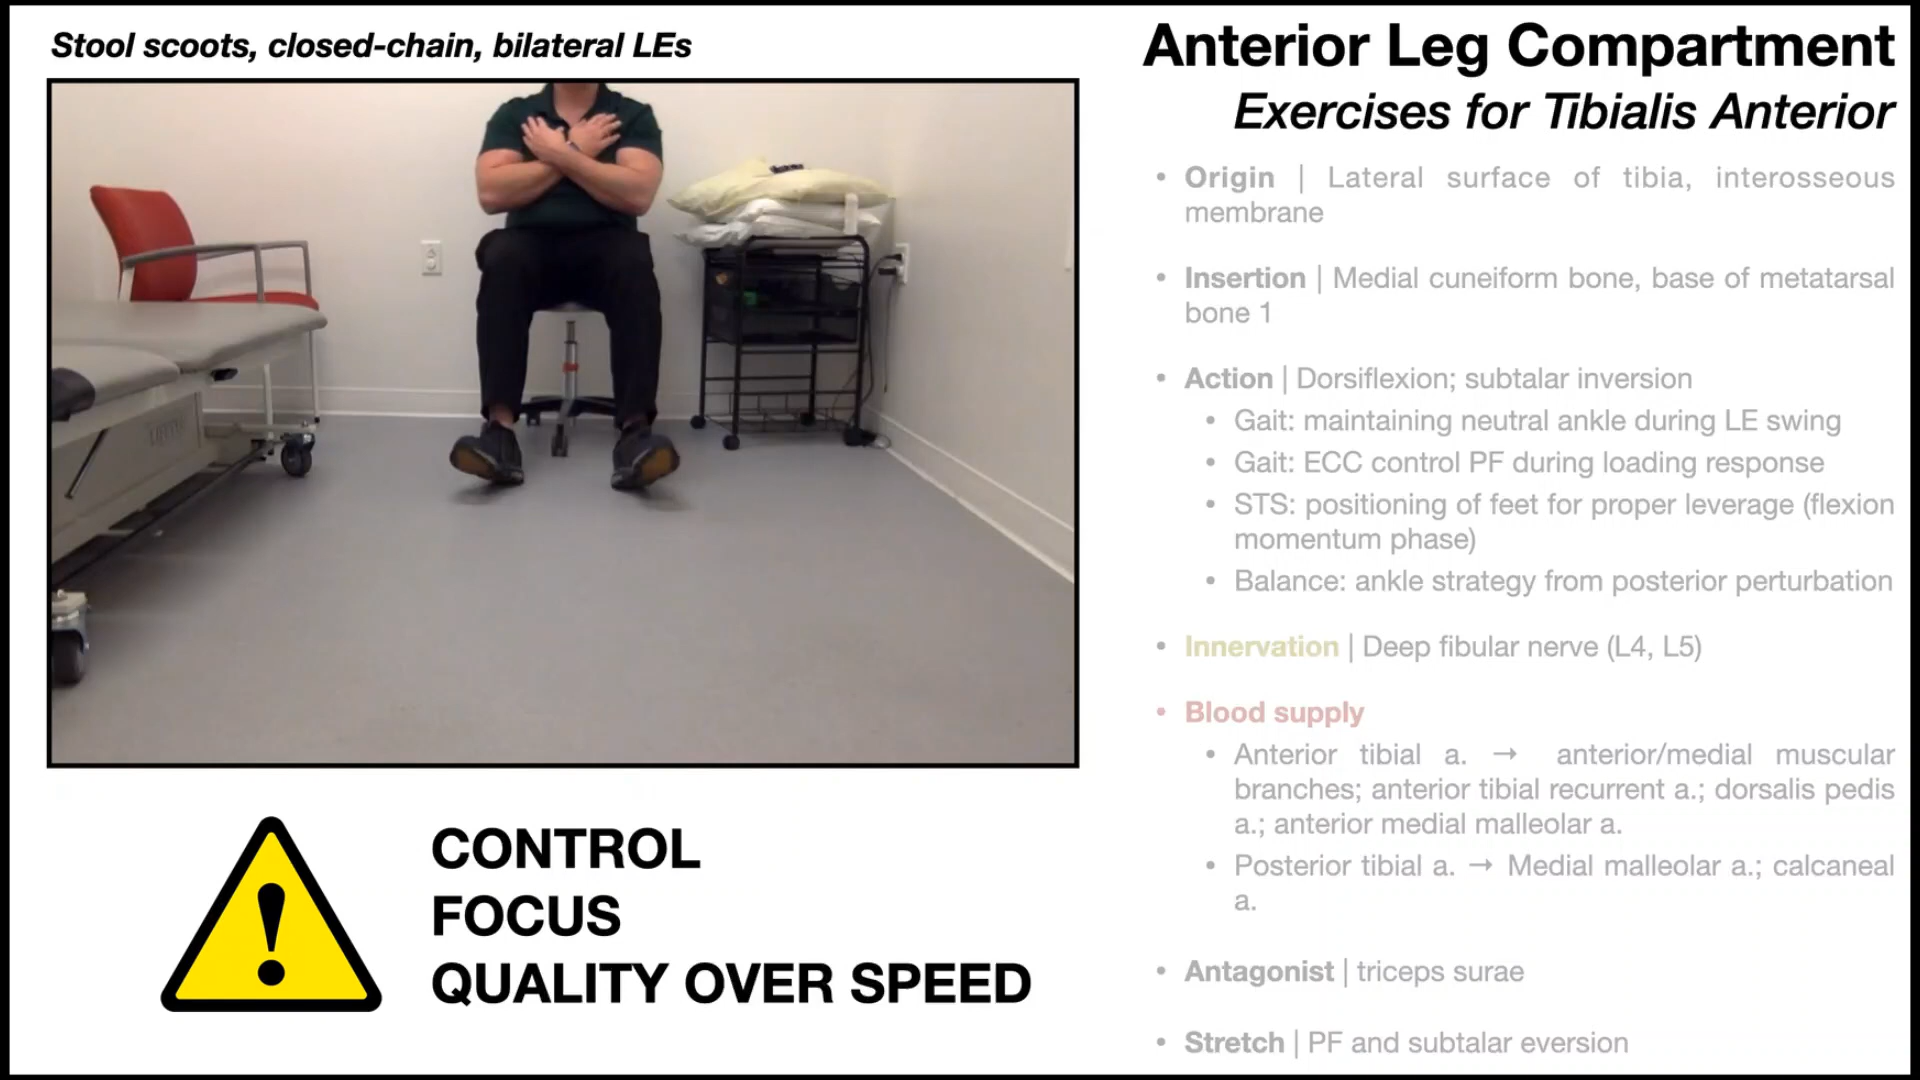 Stool scoots, closed-chain, bilateral LEs
CONTROL
FOCUS
QUALITY OVER SPEED
Anterior Leg Compartment
Exercises for Tibialis Anterior
• Origin | Lateral surface of tibia, interosseous
membrane
• Insertion | Medial cuneiform bone, base of metatarsal
bone 1
• Action | Dorsiflexion; subtalar inversion
• Gait: maintaining neutral ankle during LE swing
• Gait: ECC control PF during loading response
• STS: positioning of feet for proper leverage (flexion
momentum phase)
• Balance: ankle strategy from posterior perturbation
• Innervation | Deep fibular nerve (L4, L5)
• Blood supply
• Anterior tibial a. → anterior/medial muscular
branches; anterior tibial recurrent a.; dorsalis pedis
a.; anterior medial malleolar a.
• Posterior tibial a. → Medial malleolar a.; calcaneal
a.
• Antagonist | triceps surae
• Stretch | PF and subtalar eversion